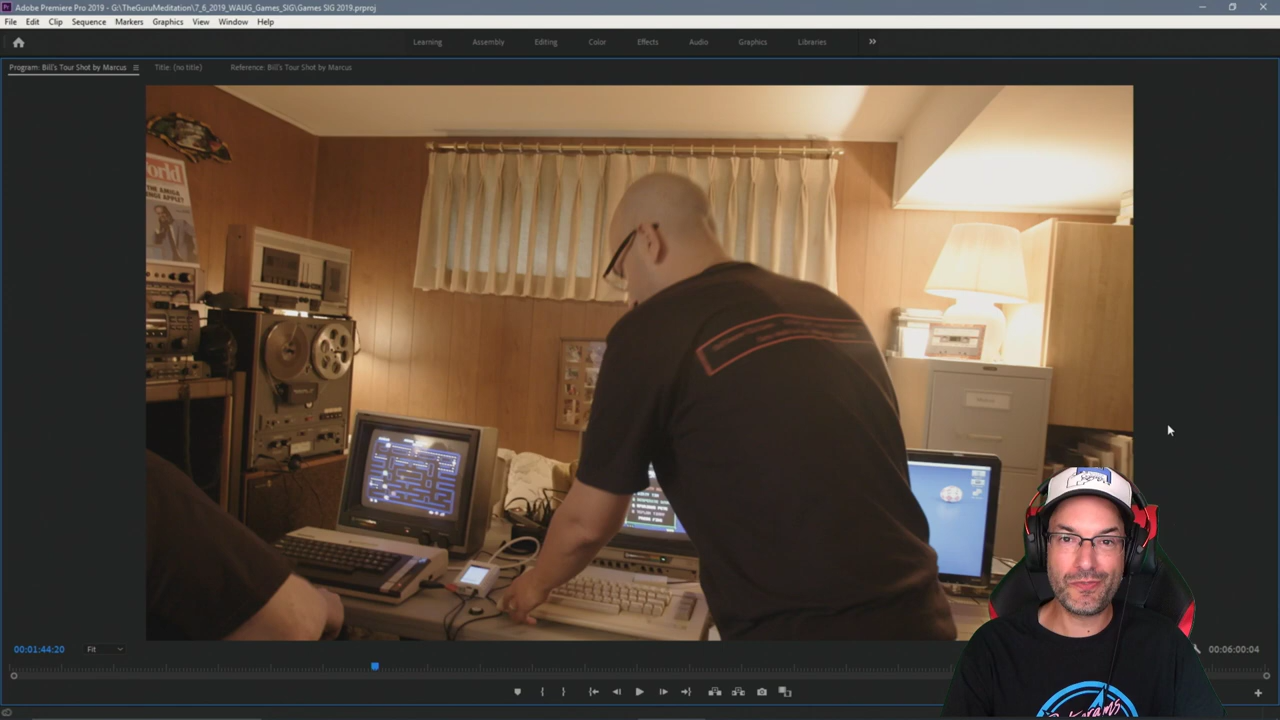 Adobe Premiere Pro 2019 - G:\TheGuruMeditation\7_6_2019_WAUG_Games_SIG\Games SIG 2019.prproj
File Edit Clip Sequence Markers Graphics View Window Help
Learning Assembly Editing Color Effects Audio Graphics Libraries
Program: Bill's Tour Shot by Marcus Title: (no title) Reference: Bill's Tour Shot by Marcus
THE AMIGA
00:01:44:20 Fit 00:06:00:04